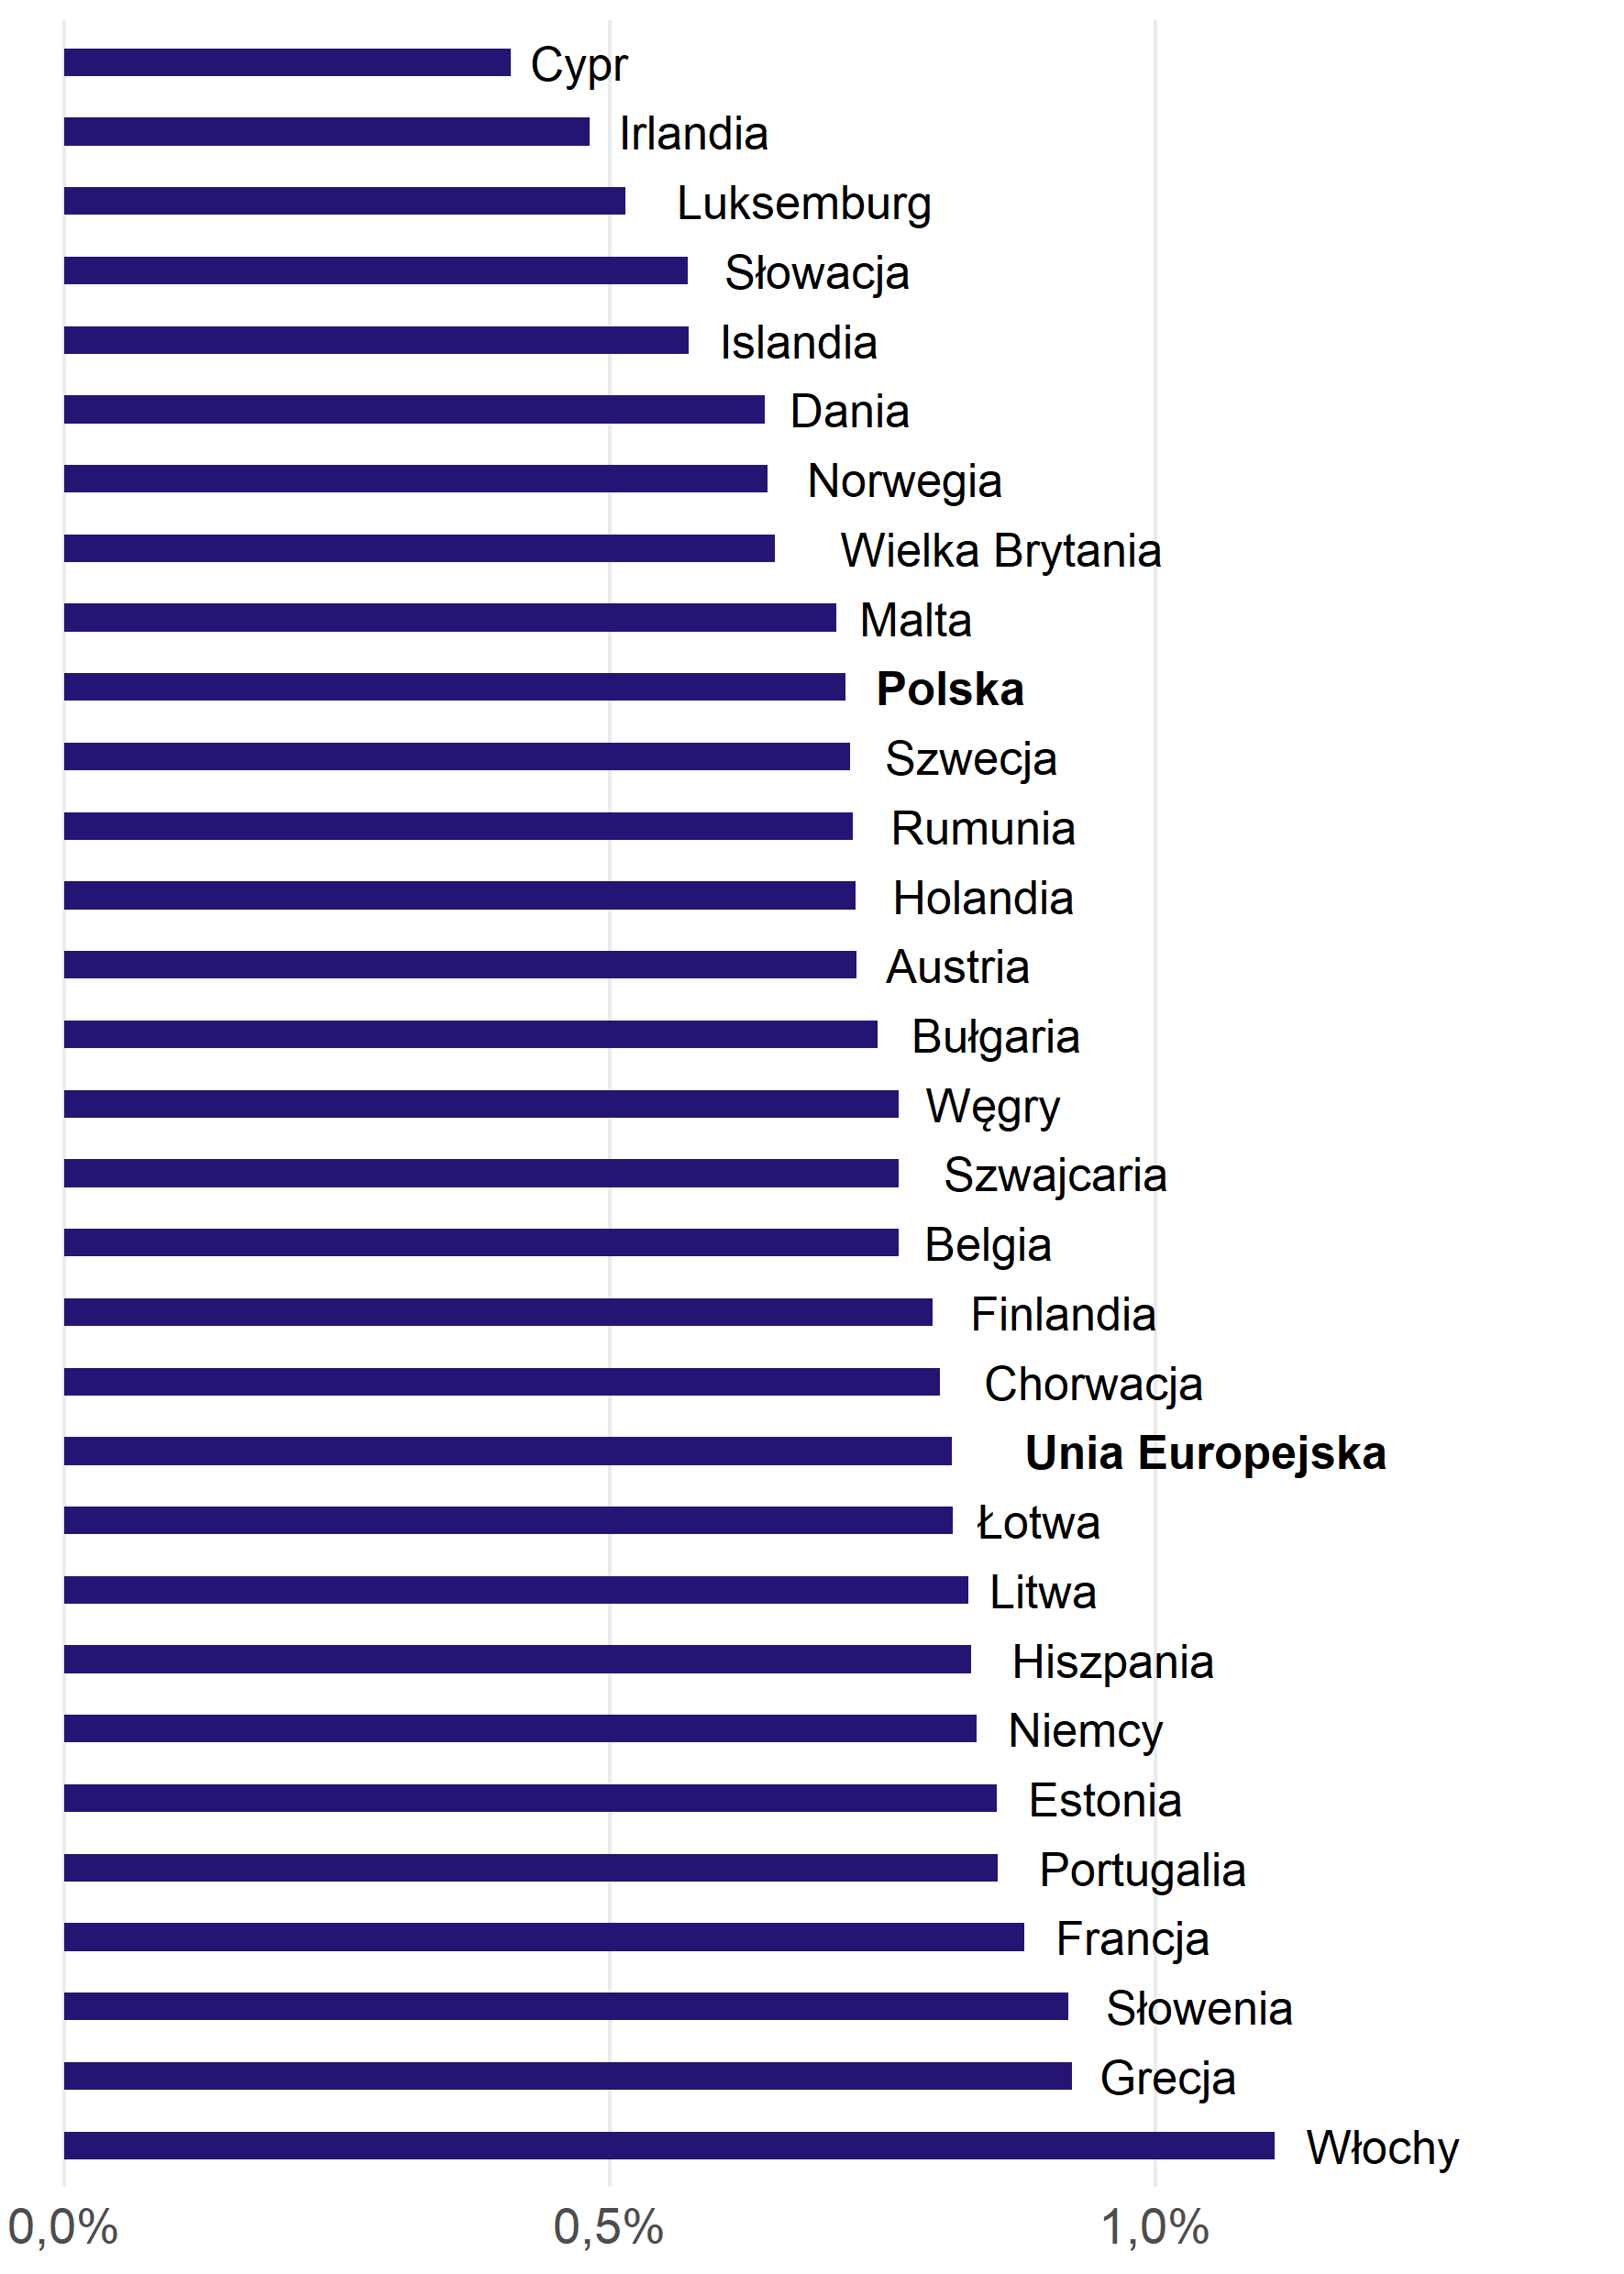 Cypr
Irlandia
Luksemburg
Słowacja
Islandia
Dania
Norwegia
Wielka Brytania
Malta
Polska
Szwecja
Rumunia
Holandia
Austria
Bułgaria
Węgry
Szwajcaria
Belgia
Finlandia
Chorwacja
Unia Europejska
Łotwa
Litwa
Hiszpania
Niemcy
Estonia
Portugalia
Francja
Słowenia
Grecja
Włochy
0,0% 0,5% 1,0%